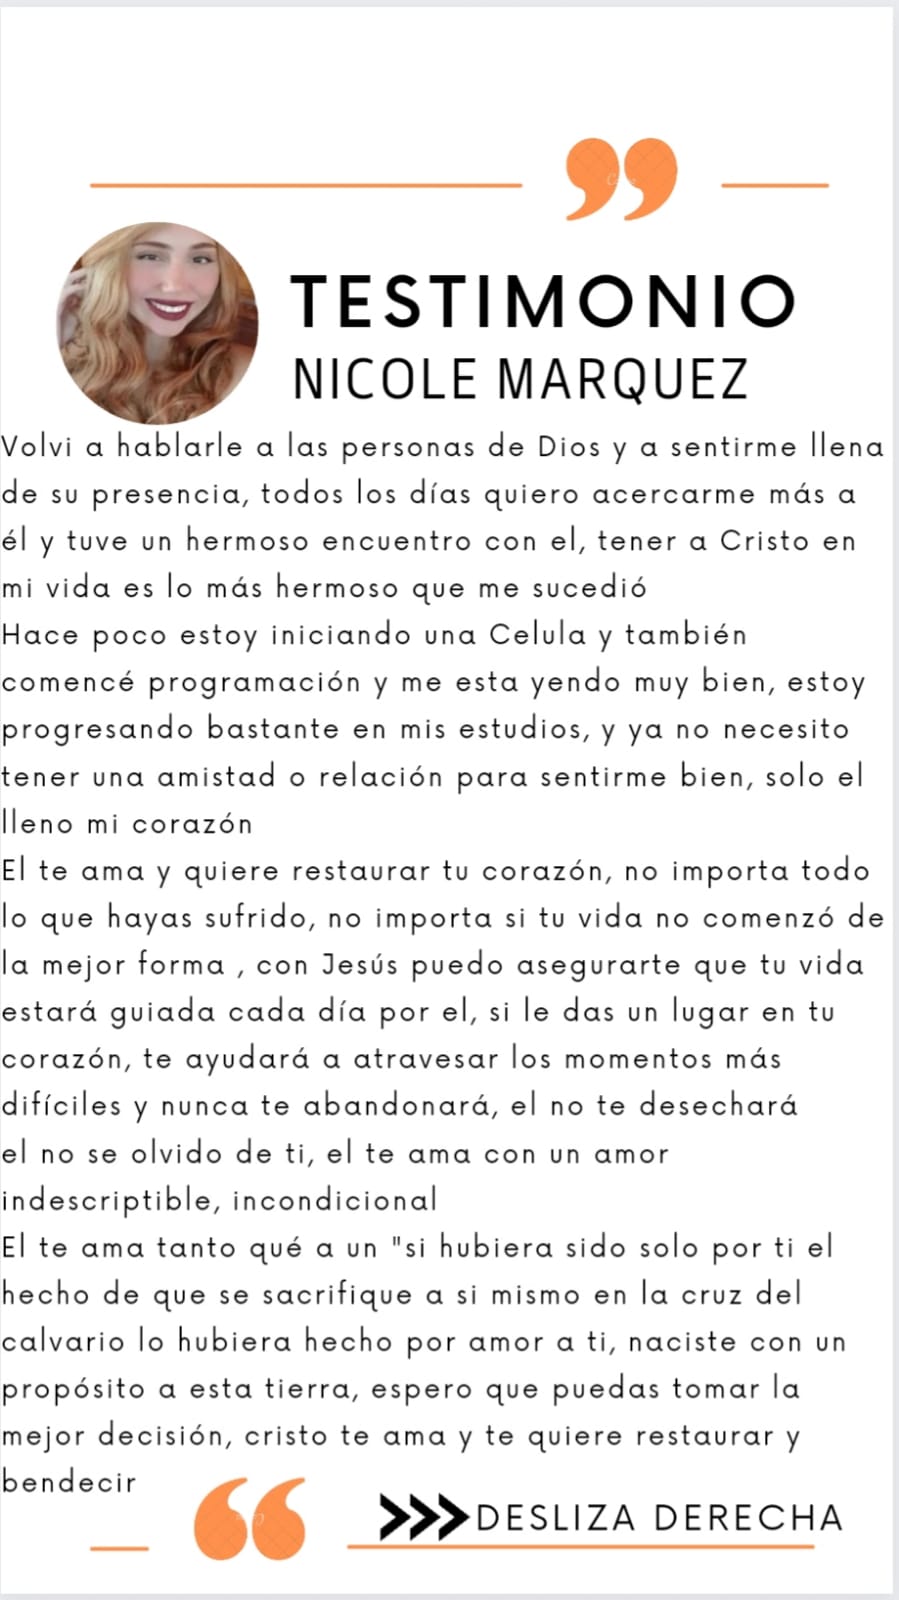 TESTIMONIO
NICOLE MARQUEZ
Volvi a hablarle a las personas de Dios y a sentirme llena
de su presencia, todos los días quiero acercarme más a
él y tuve un hermoso encuentro con el, tener a Cristo en
mi vida es lo más hermoso que me sucedió
Hace poco estoy iniciando una Celula y también
comencé programación y me esta yendo muy bien, estoy
progresando bastante en mis estudios, y ya no necesito
tener una amistad o relación para sentirme bien, solo el
lleno mi corazón
El te ama y quiere restaurar tu corazón, no importa todo
lo que hayas sufrido, no importa si tu vida no comenzó de
la mejor forma , con Jesús puedo asegurarte que tu vida
estará guiada cada día por el, si le das un lugar en tu
corazón, te ayudará a atravesar los momentos más
difíciles y nunca te abandonará, el no te desechará
el no se olvido de ti, el te ama con un amor
indescriptible, incondicional
El te ama tanto qué a un "si hubiera sido solo por ti el
hecho de que se sacrifique a si mismo en la cruz del
calvario lo hubiera hecho por amor a ti, naciste con un
propósito a esta tierra, espero que puedas tomar la
mejor decisión, cristo te ama y te quiere restaurar y
bendecir
DESLIZA DERECHA